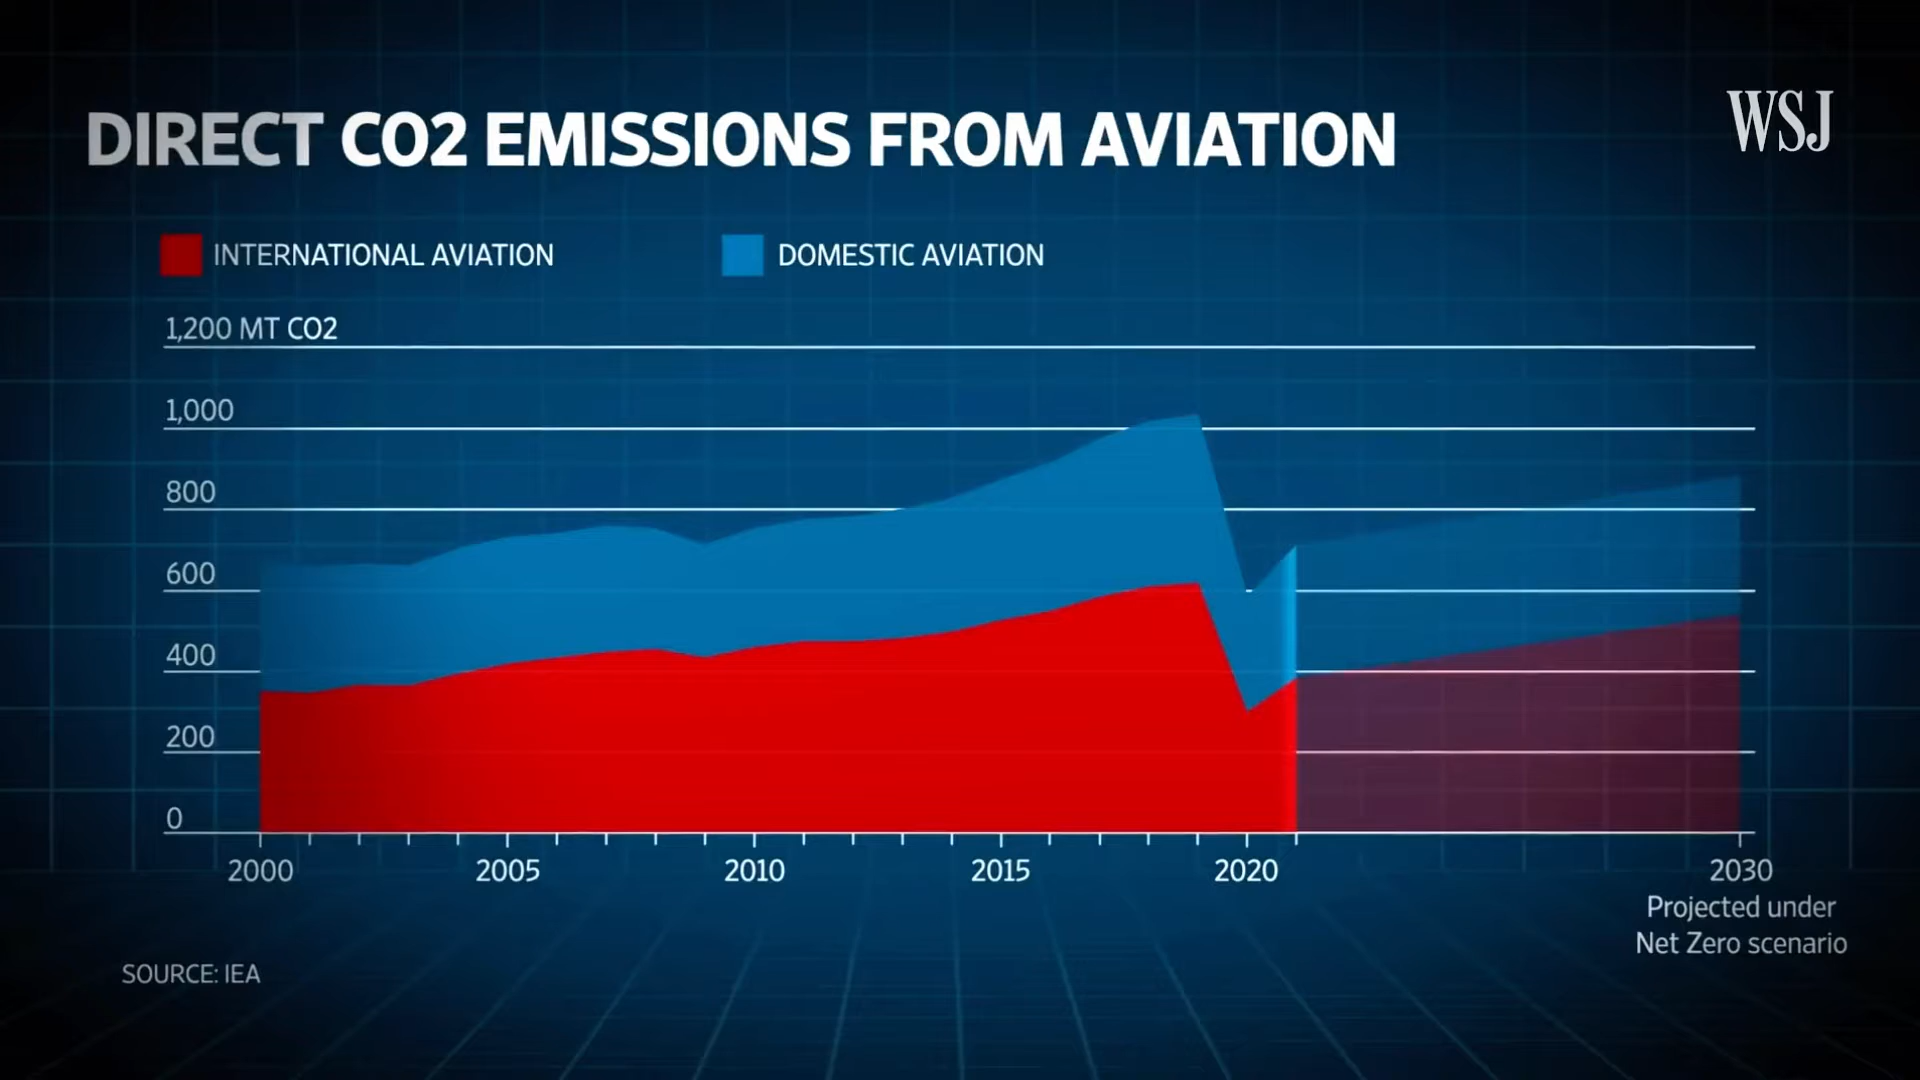 DIRECT CO2 EMISSIONS FROM AVIATION
WSJ
INTERNATIONAL AVIATION
DOMESTIC AVIATION
1,200 MT CO2
1,000
800
600
400
200
0
2000
2005
2010
2015
2020
2030
Projected under
Net Zero scenario
SOURCE: IEA